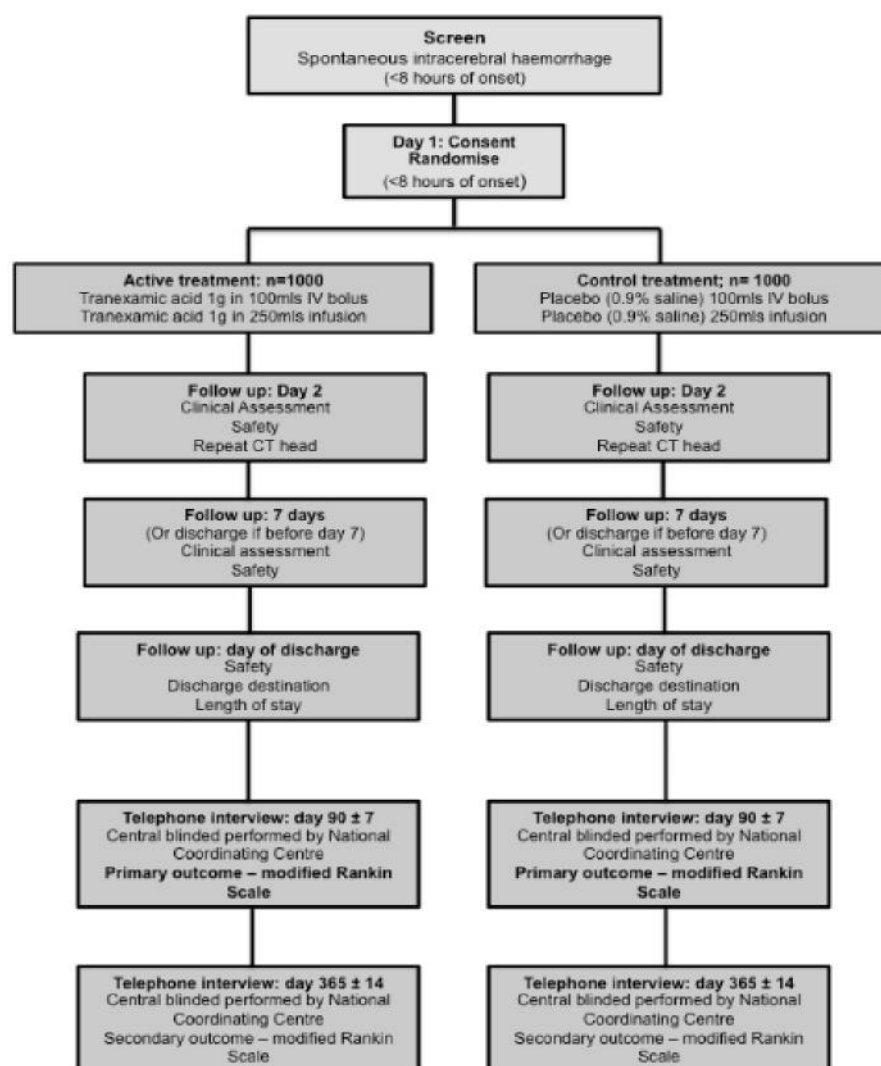 Screen
Spontaneous intracerebral haemorrhage
(<8 hours of onset)
Day 1: Consent
Randomise
(<8 hours of onset)
Active treatment: n=1000
Tranexamic acid 1g in 100mls IV bolus
Tranexamic acid 1g in 250mls infusion
Control treatment; n= 1000
Placebo (0.9% saline) 100mls IV bolus
Placebo (0.9% saline) 250mls infusion
Follow up: Day 2
Clinical Assessment
Safety
Repeat CT head
Follow up: Day 2
Clinical Assessment
Safety
Repeat CT head
Follow up: 7 days
(Or discharge if before day 7)
Clinical assessment
Safety
Follow up: 7 days
(Or discharge if before day 7)
Clinical assessment
Safety
Follow up: day of discharge
Safety
Discharge destination
Length of stay
Follow up: day of discharge
Safety
Discharge destination
Length of stay
Telephone interview: day 90 ± 7
Central blinded performed by National
Coordinating Centre
Primary outcome – modified Rankin
Scale
Telephone interview: day 90 ± 7
Central blinded performed by National
Coordinating Centre
Primary outcome – modified Rankin
Scale
Telephone interview: day 365 ± 14
Central blinded performed by National
Coordinating Centre
Secondary outcome – modified Rankin
Scale
Telephone interview: day 365 ± 14
Central blinded performed by National
Coordinating Centre
Secondary outcome – modified Rankin
Scale